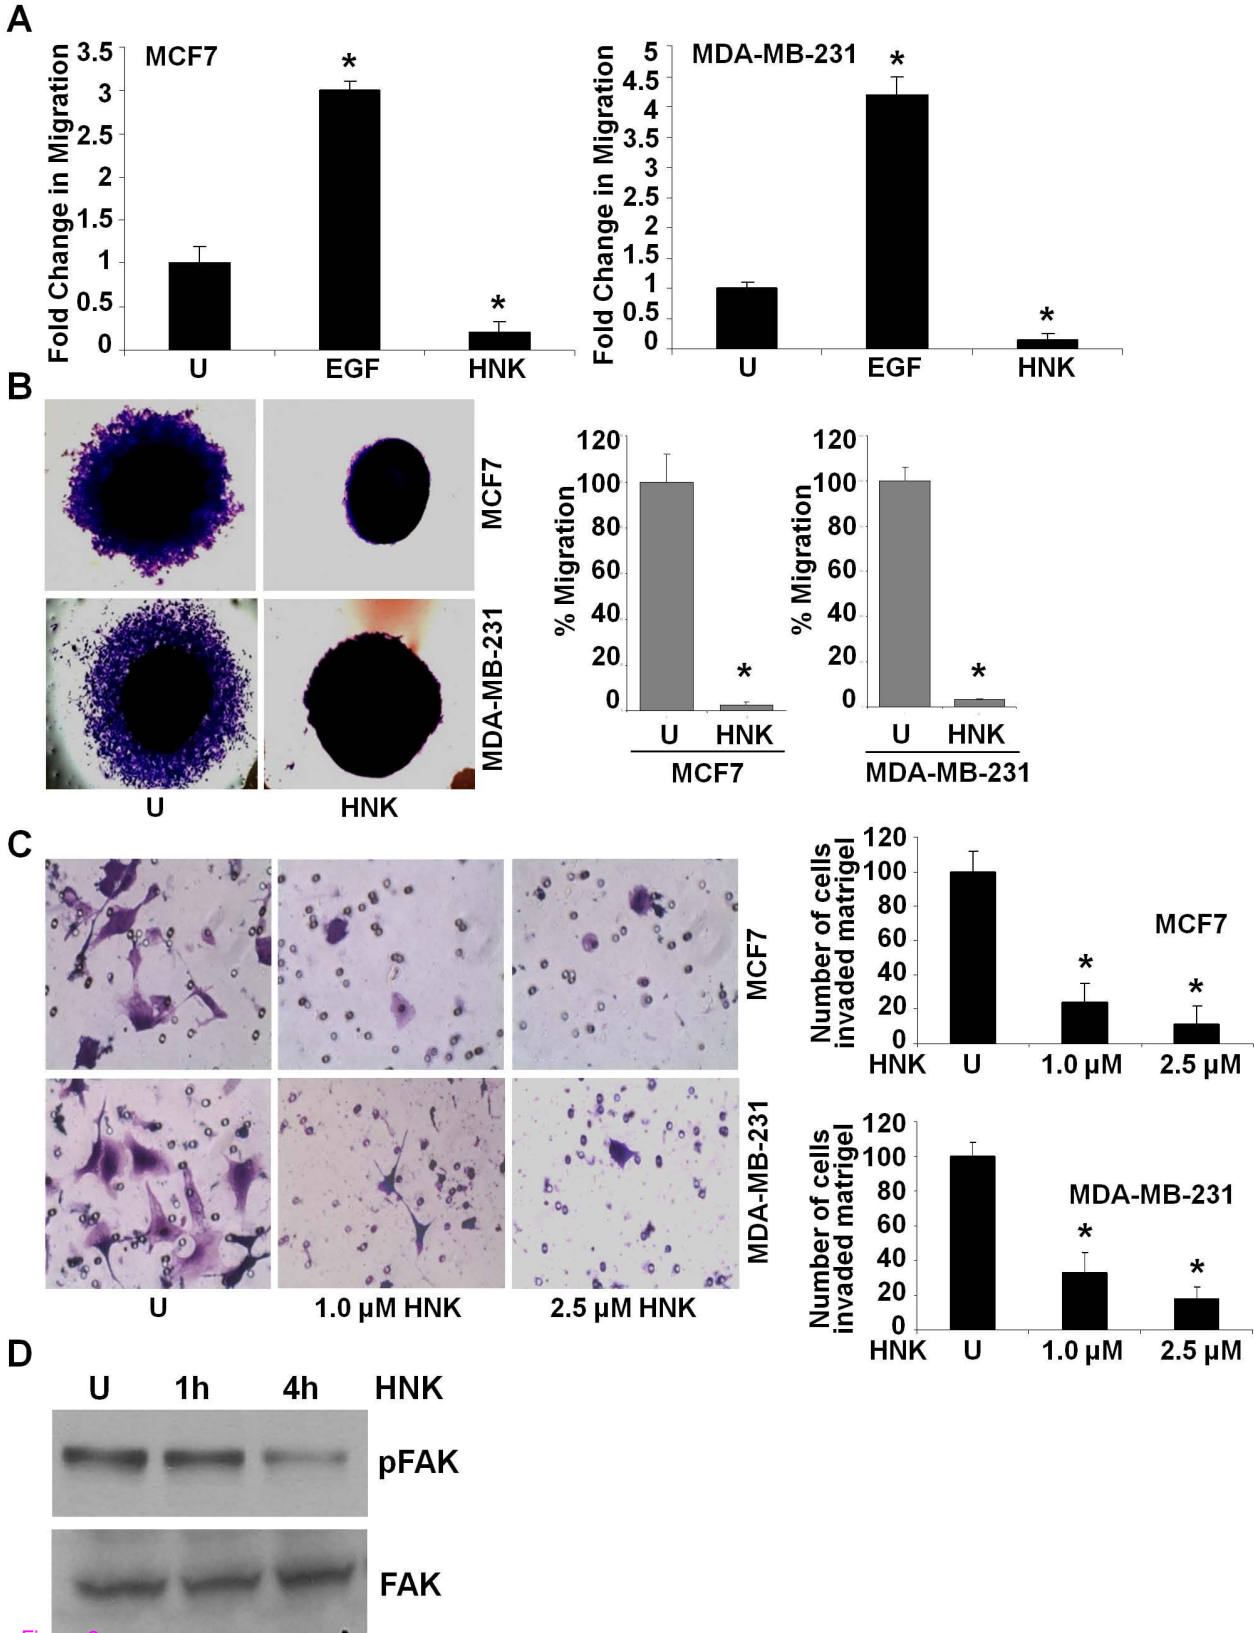 A
MCF7
Fold Change in Migration
3.5
3
2.5
2
1.5
1
0.5
0
*
*
U EGF HNK
MDA-MB-231
Fold Change in Migration
5
4.5
4
3.5
3
2.5
2
1.5
1
0.5
0
*
*
U EGF HNK
B
MCF7
MDA-MB-231
U HNK
% Migration
120
100
80
60
40
20
0
*
U HNK
MCF7
% Migration
120
100
80
60
40
20
0
*
U HNK
MDA-MB-231
C
MCF7
MDA-MB-231
U 1.0 µM HNK 2.5 µM HNK
Number of cells
invaded matrigel
120
100
80
60
40
20
0
MCF7
*
*
HNK U 1.0 µM 2.5 µM
Number of cells
invaded matrigel
120
100
80
60
40
20
0
MDA-MB-231
*
*
HNK U 1.0 µM 2.5 µM
D
U 1h 4h HNK
pFAK
FAK